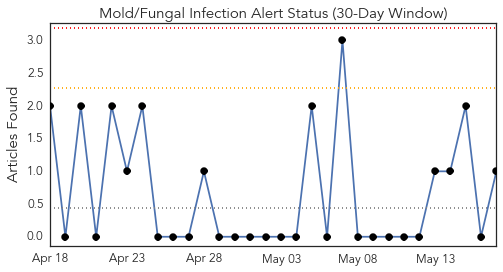 Mold/Fungal Infection Alert Status (30-Day Window)
Articles Found
3.0
2.5
2.0
1.5
1.0
0.5
0.0
Apr 18
Apr 23
Apr 28
May 03
May 08
May 13